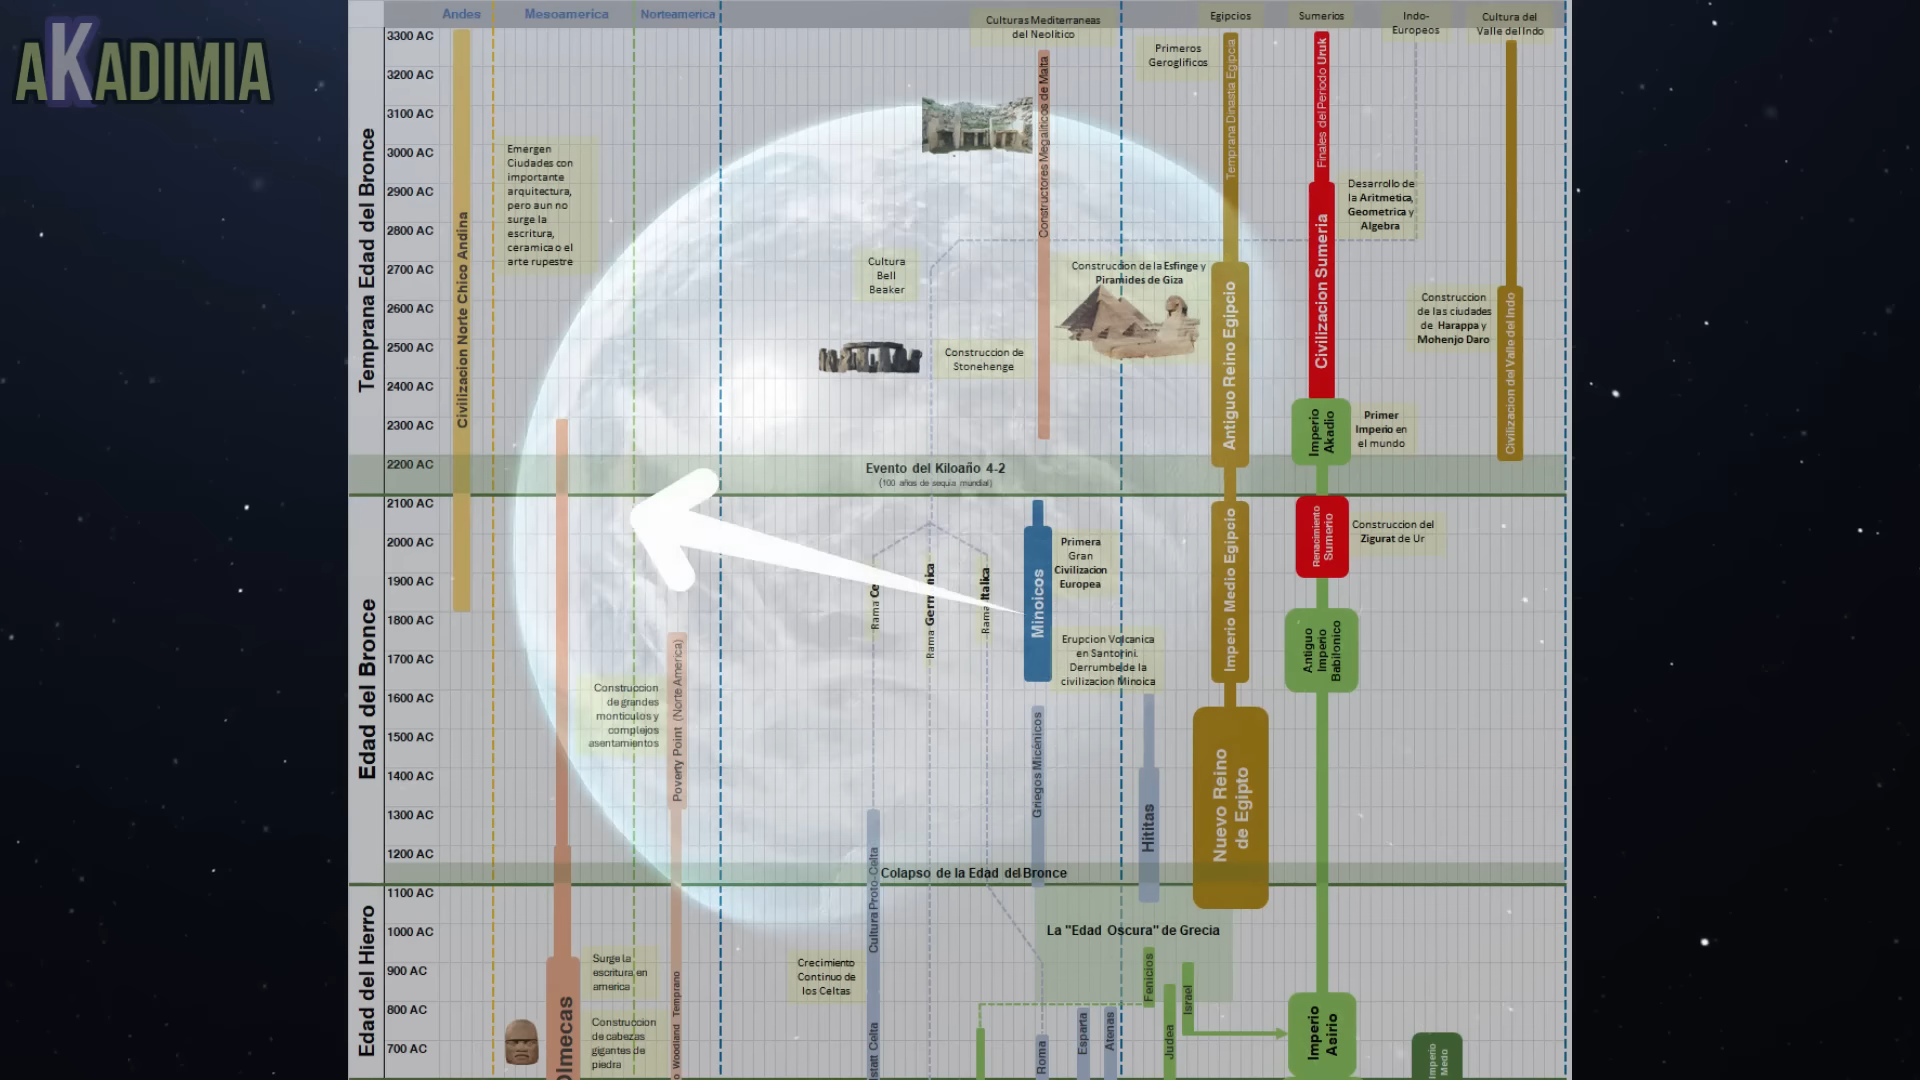 AKADIMIA
Andes
Mesoamerica
Norteamerica
Culturas Mediterraneas
del Neolítico
Egipcios
Sumerios
Indo-
Europeos
Cultura del
Valle del Indo
Temprana Edad del Bronce
3300 AC
3200 AC
3100 AC
3000 AC
2900 AC
2800 AC
2700 AC
2600 AC
2500 AC
2400 AC
2300 AC
2200 AC
Edad del Bronce
2100 AC
2000 AC
1900 AC
1800 AC
1700 AC
1600 AC
1500 AC
1400 AC
1300 AC
1200 AC
Edad del Hierro
1100 AC
1000 AC
900 AC
800 AC
700 AC
Civilizacion Norte Chico Andina
Emergen
Ciudades con
importante
arquitectura,
pero aun no
surge la
escritura,
ceramica o el
arte rupestre
Cultura
Bell
Beaker
Construccion de
Stonehenge
Constructores Megaliticos de Malta
Primeros
Geroglificos
Temprana Dinastia Egipcia
Construccion de la Esfinge y
Piramides de Giza
Antiguo Reino Egipcio
Finales del Periodo Uruk
Civilizacion Sumeria
Desarrollo de
la Aritmetica,
Geometrica y
Algebra
Imperio
Akadio
Primer
Imperio en
el mundo
Construccion
de las ciudades
de Harappa y
Mohenjo Daro
Civilizacion del Valle del Indo
Evento del Kiloaño 4-2
(100 años de sequia mundial)
Rama
Rama
Rama Italica
Minoicos
Primera
Gran
Civilizacion
Europea
Erupcion Volcanica
en Santorini.
Derrumbe de la
civilizacion Minoica
Imperio Medio Egipcio
Renacimiento
Sumerio
Construccion del
Zigurat de Ur
Antiguo
Imperio
Babilonico
Construccion
de grandes
monticulos y
complejos
asentamientos
Poverty Point (Norte America)
Griegos Micénicos
Hititas
Nuevo Reino
de Egipto
Colapso de la Edad del Bronce
Cultura Proto-Celta
La "Edad Oscura" de Grecia
Surge la
escritura en
america
Construccion
de cabezas
gigantes de
piedra
Olmecas
o Woodland Temprano
Crecimiento
Continuo de
los Celtas
statt Celta
Roma
Esparta
Atenas
Fenicios
Judea
Israel
Imperio
Asirio
Imperio
Medo